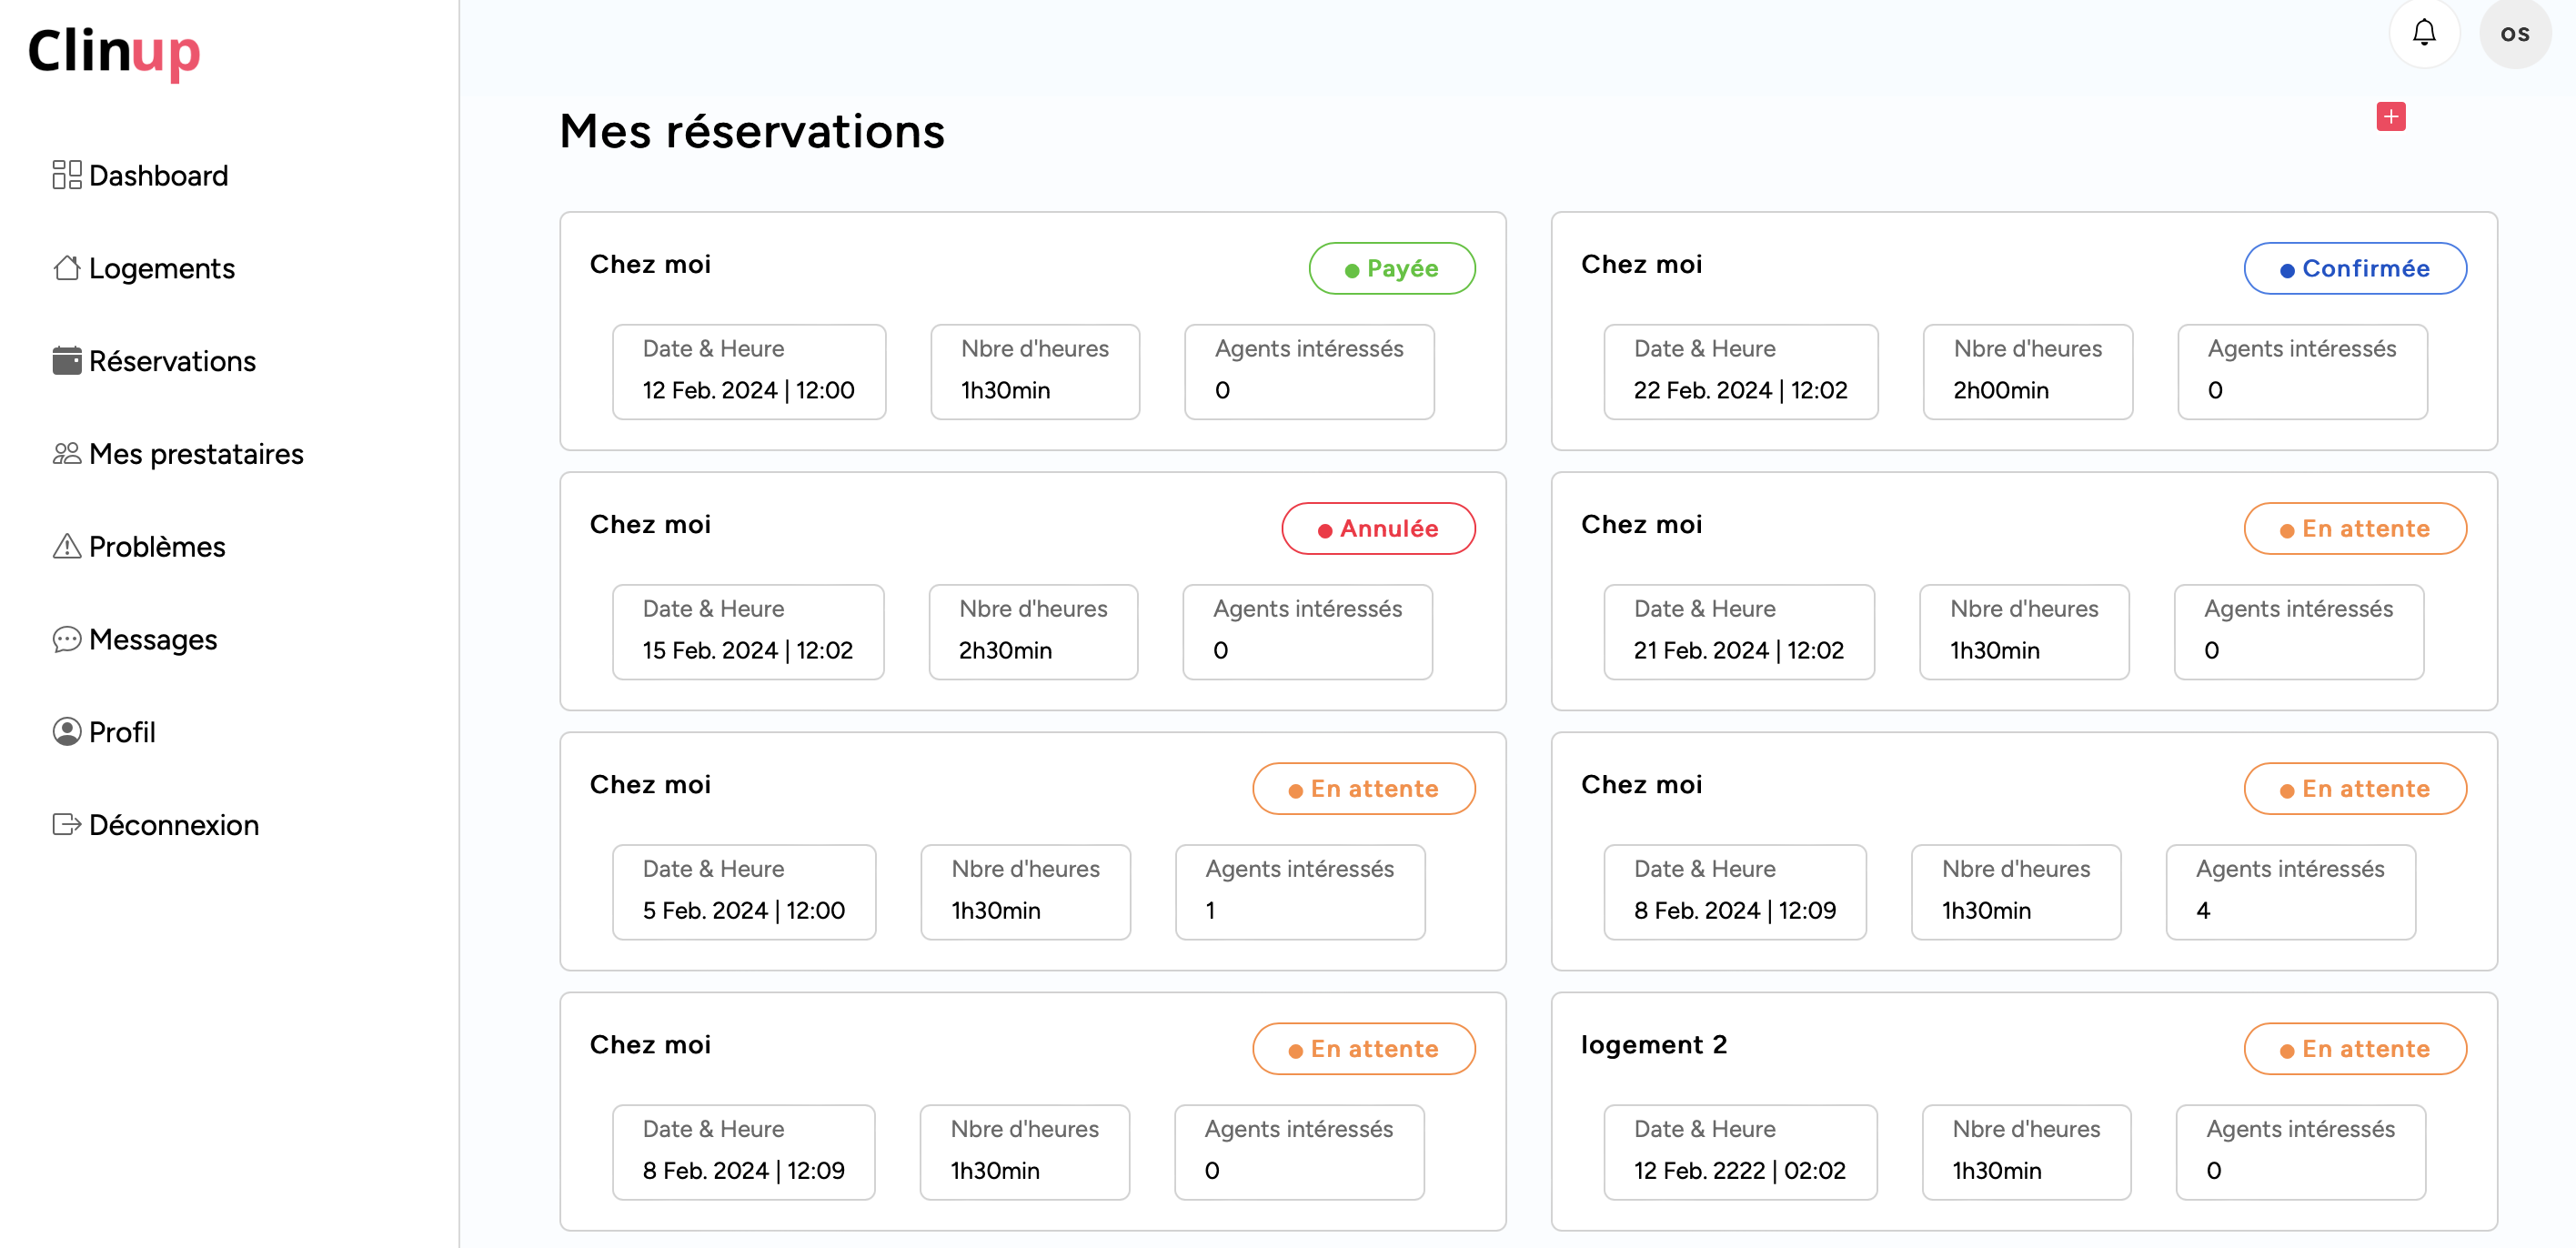 Clinup
OS
Dashboard
Logements
Réservations
Mes prestataires
Problèmes
Messages
Profil
Déconnexion
Mes réservations
Chez moi
Payée
Date & Heure
12 Feb. 2024 | 12:00
Nbre d'heures
1h30min
Agents intéressés
0
Chez moi
Confirmée
Date & Heure
22 Feb. 2024 | 12:02
Nbre d'heures
2h00min
Agents intéressés
0
Chez moi
Annulée
Date & Heure
15 Feb. 2024 | 12:02
Nbre d'heures
2h30min
Agents intéressés
0
Chez moi
En attente
Date & Heure
21 Feb. 2024 | 12:02
Nbre d'heures
1h30min
Agents intéressés
0
Chez moi
En attente
Date & Heure
5 Feb. 2024 | 12:00
Nbre d'heures
1h30min
Agents intéressés
1
Chez moi
En attente
Date & Heure
8 Feb. 2024 | 12:09
Nbre d'heures
1h30min
Agents intéressés
4
Chez moi
En attente
Date & Heure
8 Feb. 2024 | 12:09
Nbre d'heures
1h30min
Agents intéressés
0
logement 2
En attente
Date & Heure
12 Feb. 2222 | 02:02
Nbre d'heures
1h30min
Agents intéressés
0